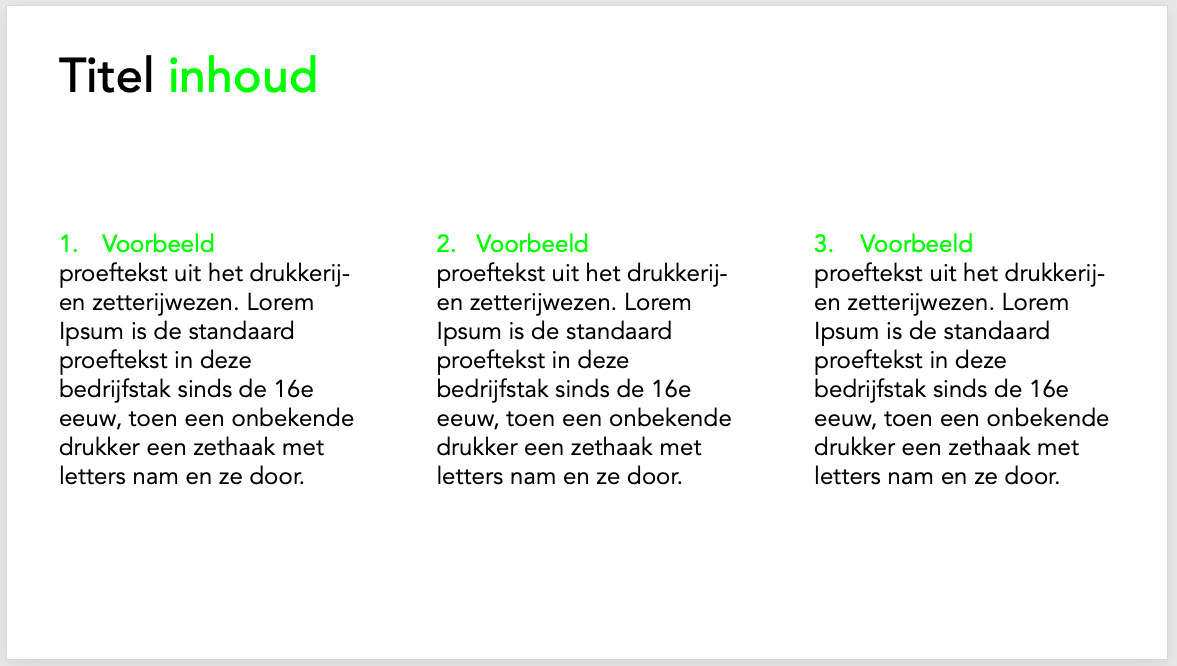 Titel inhoud
1. Voorbeeld
proeftekst uit het drukkerij-
en zetterijwezen. Lorem
Ipsum is de standaard
proeftekst in deze
bedrijfstak sinds de 16e
eeuw, toen een onbekende
drukker een zethaak met
letters nam en ze door.
2. Voorbeeld
proeftekst uit het drukkerij-
en zetterijwezen. Lorem
Ipsum is de standaard
proeftekst in deze
bedrijfstak sinds de 16e
eeuw, toen een onbekende
drukker een zethaak met
letters nam en ze door.
3. Voorbeeld
proeftekst uit het drukkerij-
en zetterijwezen. Lorem
Ipsum is de standaard
proeftekst in deze
bedrijfstak sinds de 16e
eeuw, toen een onbekende
drukker een zethaak met
letters nam en ze door.